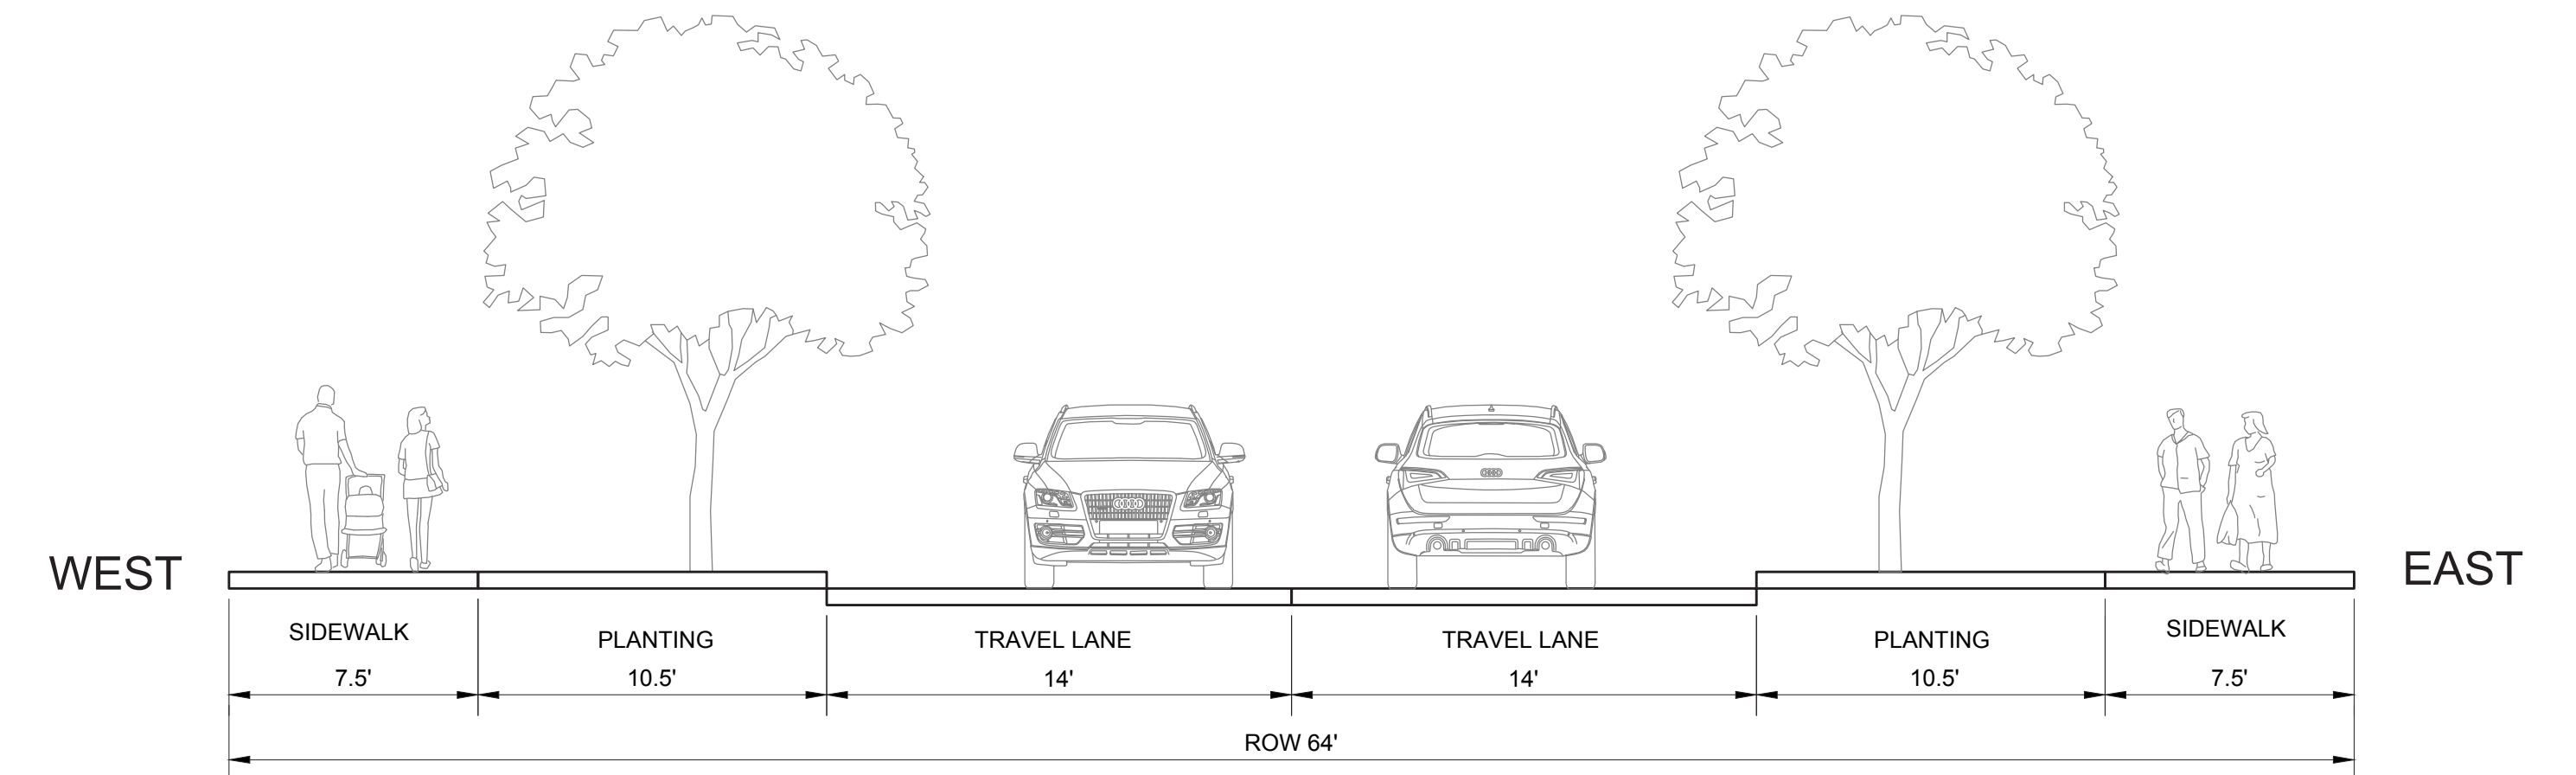 WEST
EAST
SIDEWALK
7.5'
PLANTING
10.5'
TRAVEL LANE
14'
TRAVEL LANE
14'
PLANTING
10.5'
SIDEWALK
7.5'
ROW 64'